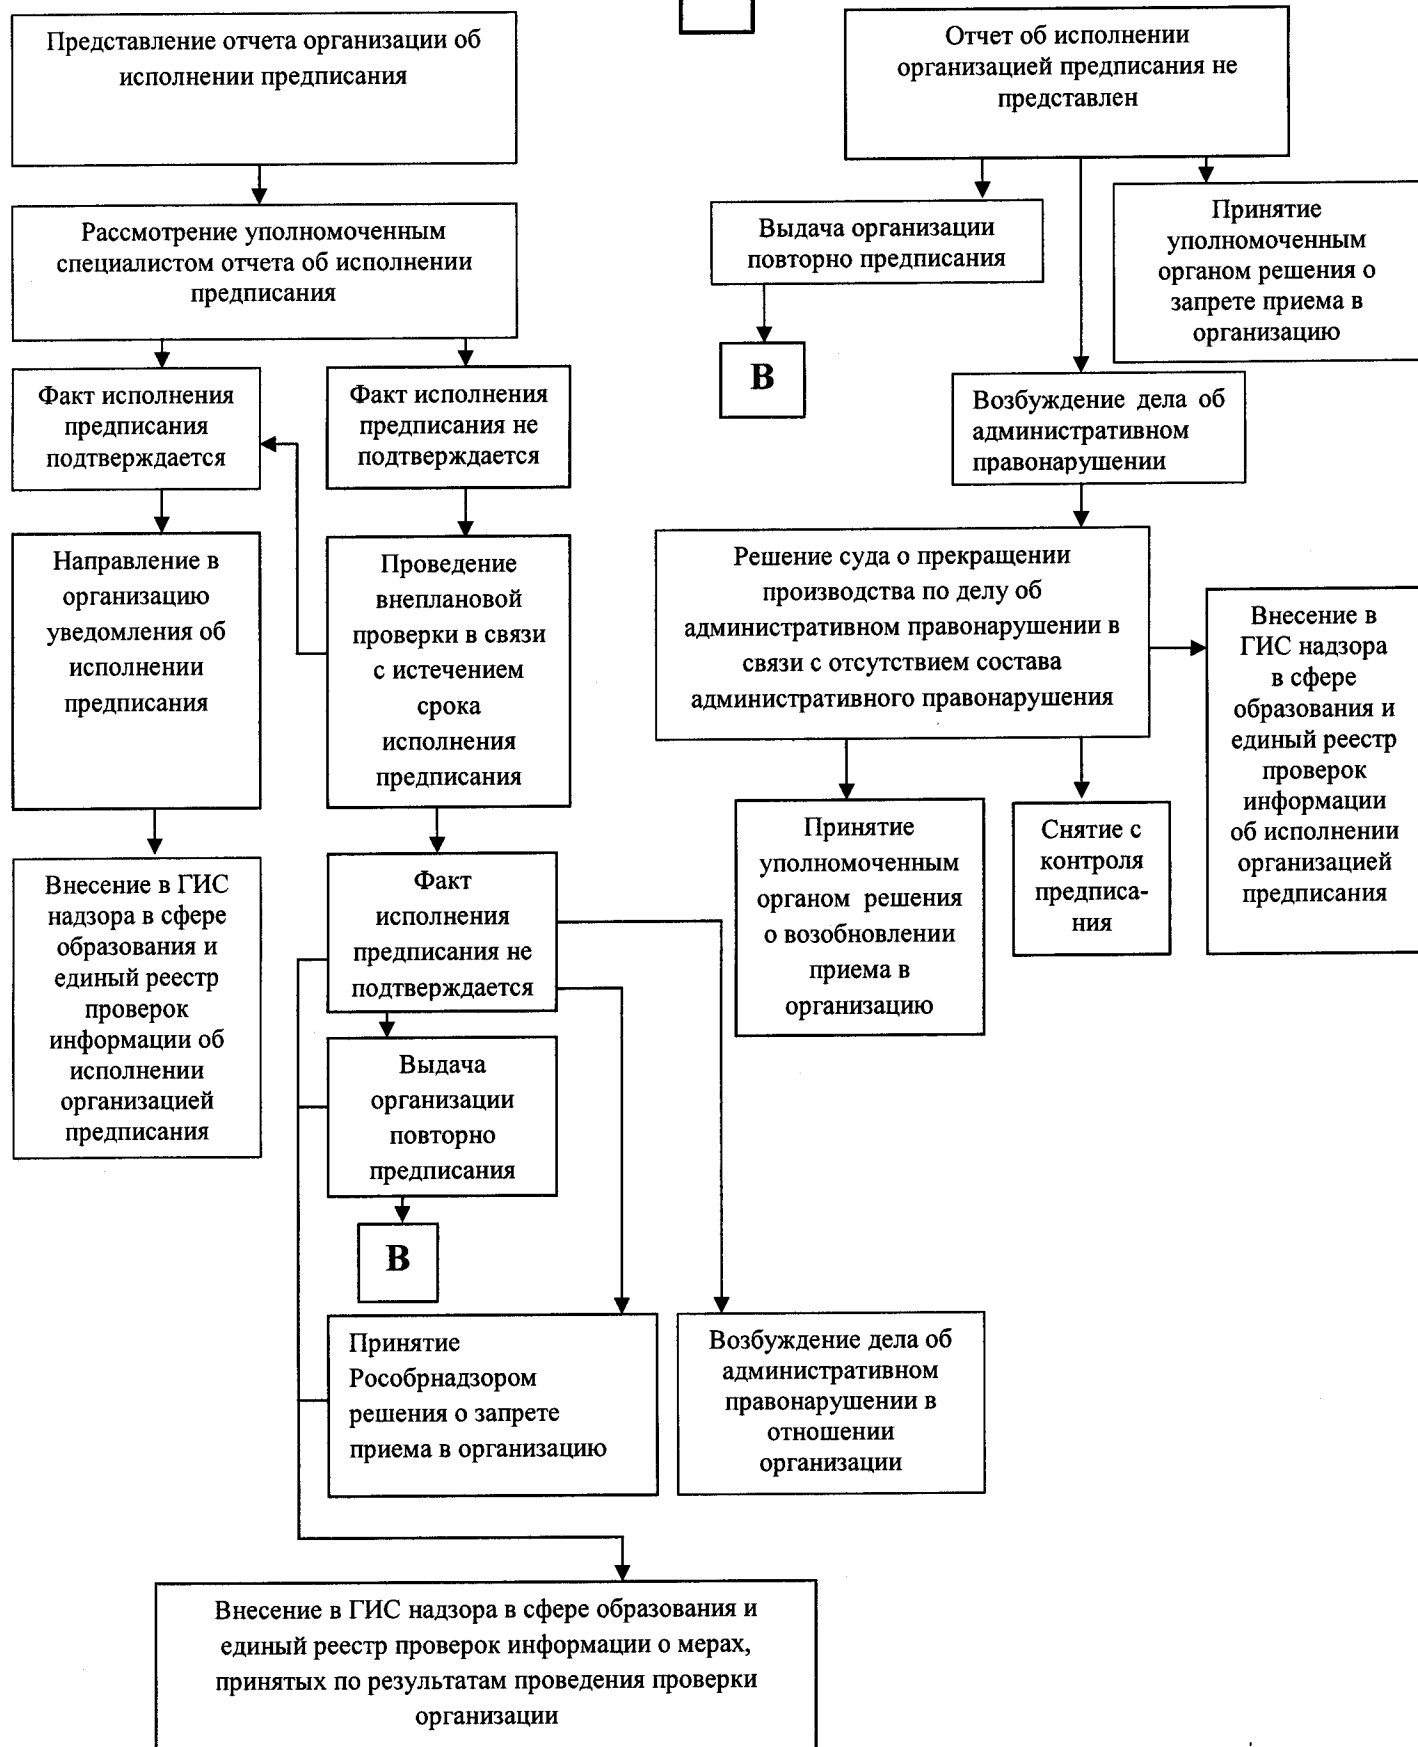 Представление отчета организации об
исполнении предписания
Отчет об исполнении
организацией предписания не
представлен
Рассмотрение уполномоченным
специалистом отчета об исполнении
предписания
Выдача организации
повторно предписания
Принятие
уполномоченным
органом решения о
запрете приема в
организацию
В
Факт исполнения
предписания
подтверждается
Факт исполнения
предписания не
подтверждается
Возбуждение дела об
административном
правонарушении
Направление в
организацию
уведомления об
исполнении
предписания
Проведение
внеплановой
проверки в связи
с истечением
срока
исполнения
предписания
Решение суда о прекращении
производства по делу об
административном правонарушении в
связи с отсутствием состава
административного правонарушения
Внесение в
ГИС надзора
в сфере
образования и
единый реестр
проверок
информации
об исполнении
организацией
предписания
Принятие
уполномоченным
органом решения
о возобновлении
приема в
организацию
Снятие с
контроля
предписа-
ния
Внесение в ГИС
надзора в сфере
образования и
единый реестр
проверок
информации об
исполнении
организацией
предписания
Факт
исполнения
предписания не
подтверждается
Выдача
организации
повторно
предписания
В
Принятие
Рособрнадзором
решения о запрете
приема в организацию
Возбуждение дела об
административном
правонарушении в
отношении
организации
Внесение в ГИС надзора в сфере образования и
единый реестр проверок информации о мерах,
принятых по результатам проведения проверки
организации